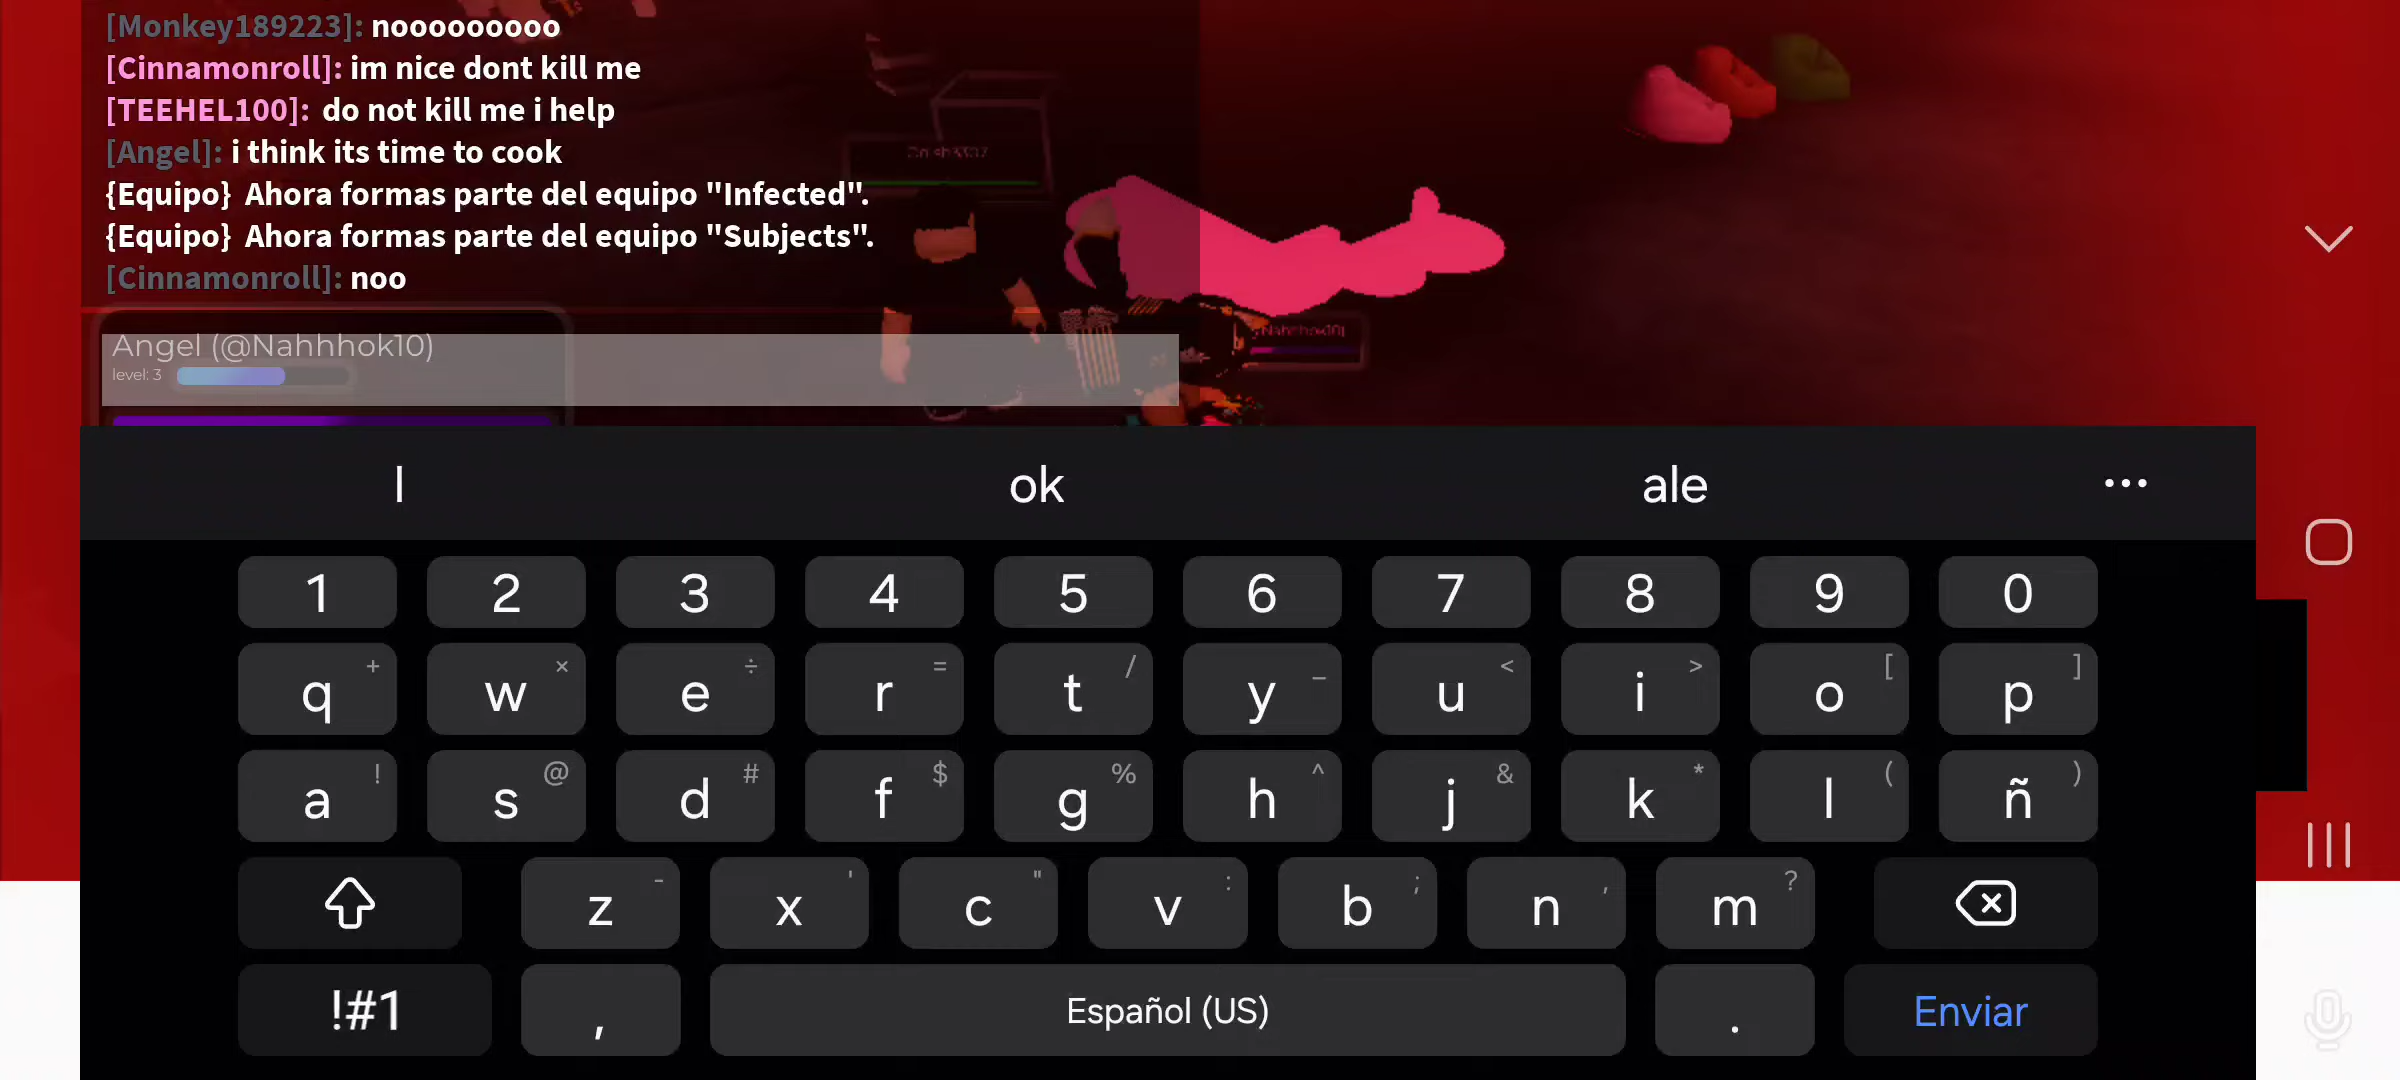 [Monkey189223]: nooooooooo
[Cinnamonroll]: im nice dont kill me
[TEEHEL100]: do not kill me i help
[Angel]: i think its time to cook
{Equipo} Ahora formas parte del equipo "Infected".
{Equipo} Ahora formas parte del equipo "Subjects".
[Cinnamonroll]: noo
Angel (@Nahhhok10)
level: 3
I ok ale ...
1 2 3 4 5 6 7 8 9 0
q + w × e ÷ r = t / y _ u < i > o [ p ]
a ! s @ d # f $ g % h ^ j & k * l ( ñ )
z - x ' c " v : b ; n , m ?
!#1 , Español (US) . Enviar